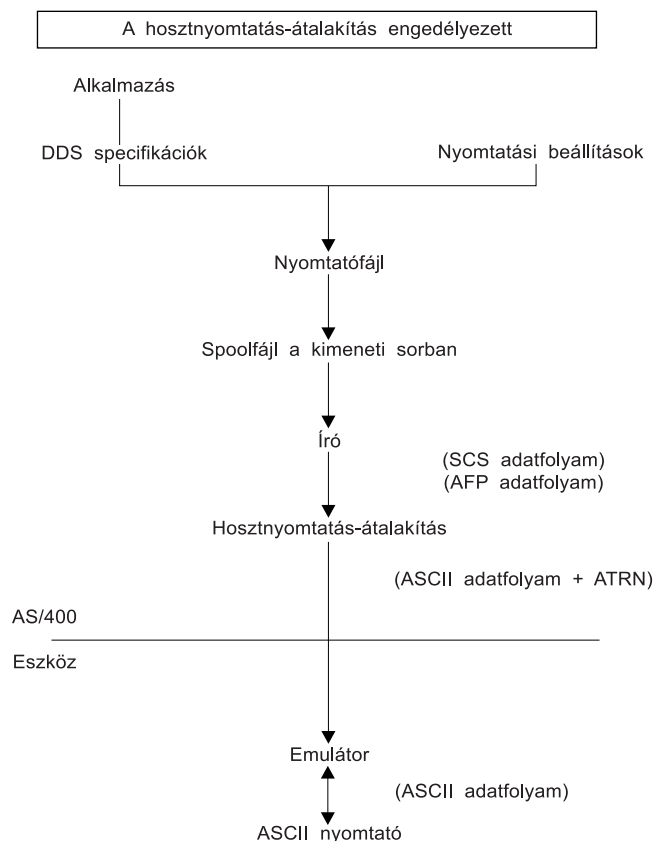 A hosztnyomtatás-átalakítás engedélyezett
Alkalmazás
DDS specifikációk
Nyomtatási beállítások
Nyomtatófájl
Spoolfájl a kimeneti sorban
Író
(SCS adatfolyam)
(AFP adatfolyam)
Hosztnyomtatás-átalakítás
(ASCII adatfolyam + ATRN)
AS/400
Eszköz
Emulátor
(ASCII adatfolyam)
ASCII nyomtató